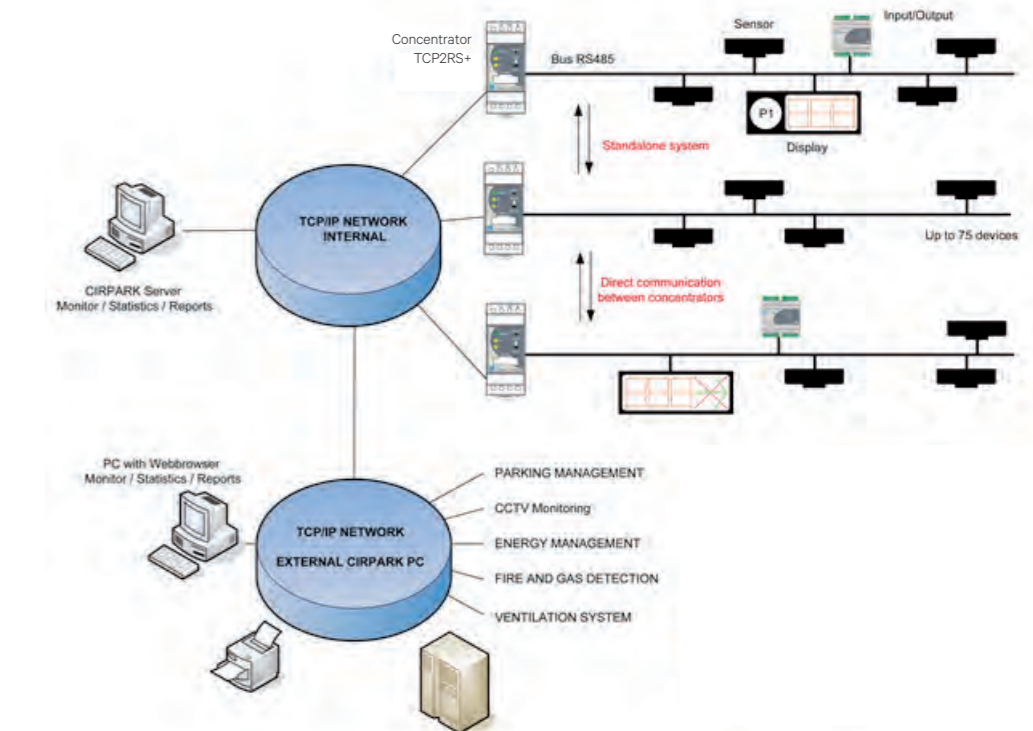 Concentrator
TCP2RS+
Bus RS485
Sensor
Input/Output
P1
Display
Standalone system
TCP/IP NETWORK
INTERNAL
CIRPARK Server
Monitor / Statistics / Reports
Up to 75 devices
Direct communication
between concentrators
PC with Webbrowser
Monitor / Statistics / Reports
TCP/IP NETWORK
EXTERNAL CIRPARK PC
PARKING MANAGEMENT
CCTV Monitoring
ENERGY MANAGEMENT
FIRE AND GAS DETECTION
VENTILATION SYSTEM